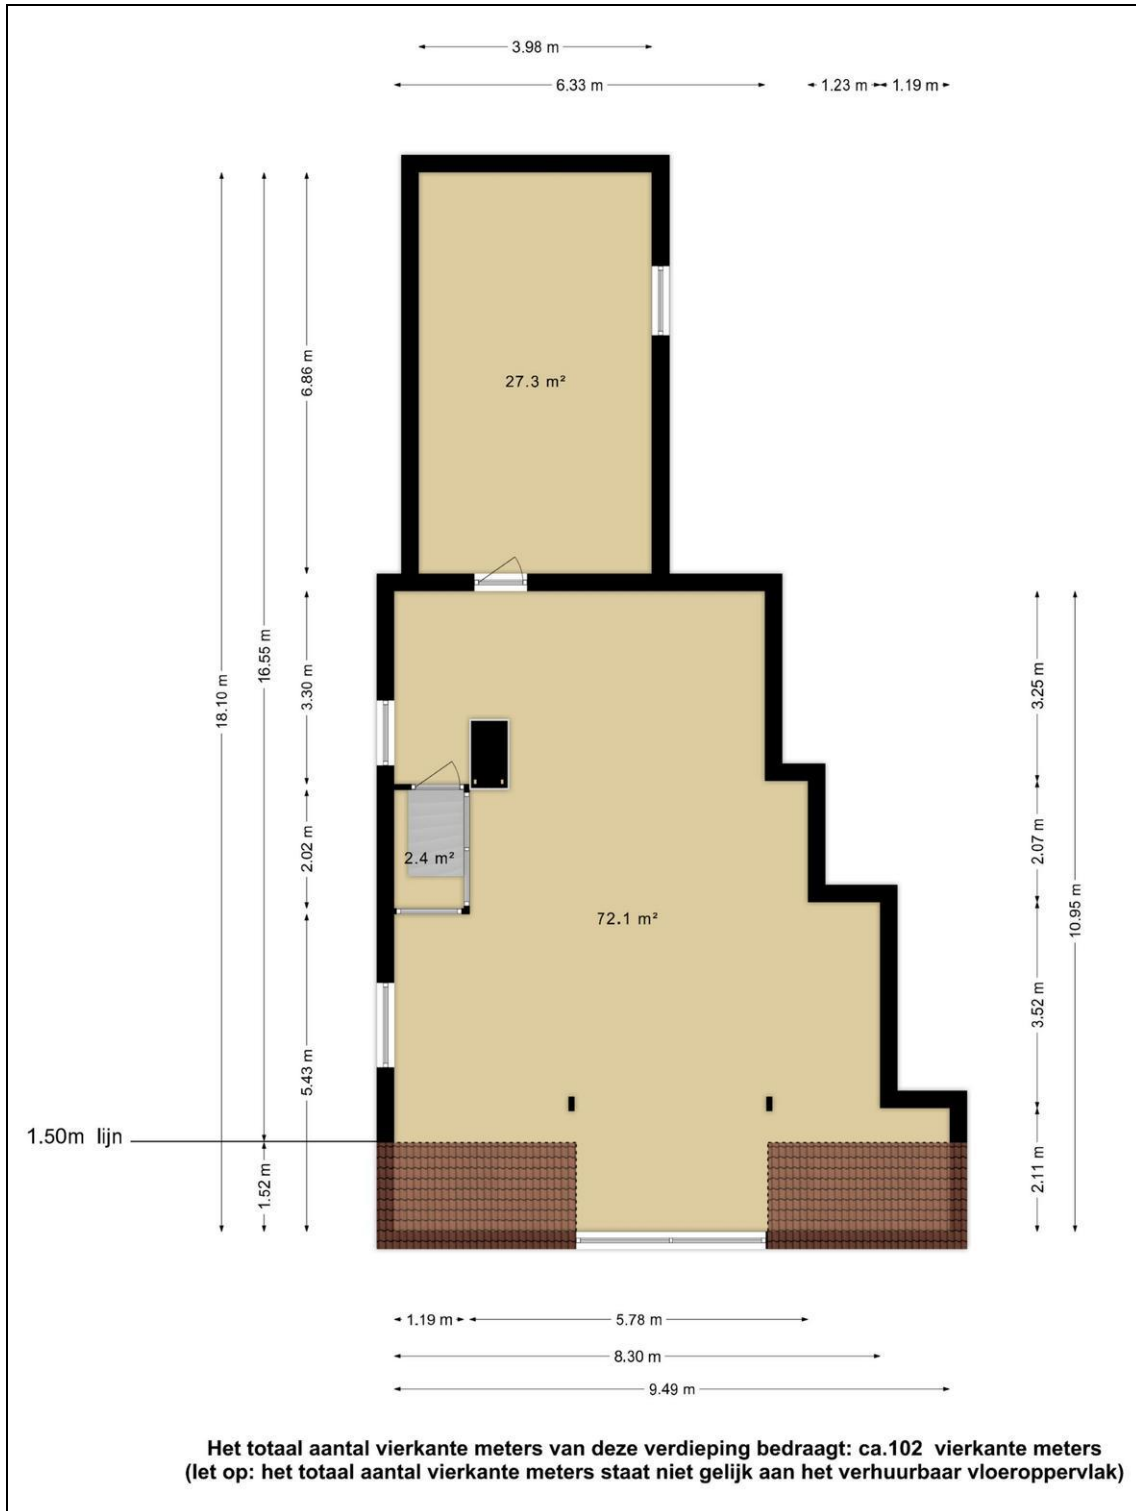 3.98 m
6.33 m
1.23 m
1.19 m
18.10 m
16.55 m
6.86 m
27.3 m²
3.30 m
3.25 m
2.02 m
2.4 m²
2.07 m
10.95 m
72.1 m²
3.52 m
5.43 m
1.50m lijn
1.52 m
2.11 m
1.19 m
5.78 m
8.30 m
9.49 m
Het totaal aantal vierkante meters van deze verdieping bedraagt: ca.102 vierkante meters
(let op: het totaal aantal vierkante meters staat niet gelijk aan het verhuurbaar vloeroppervlak)